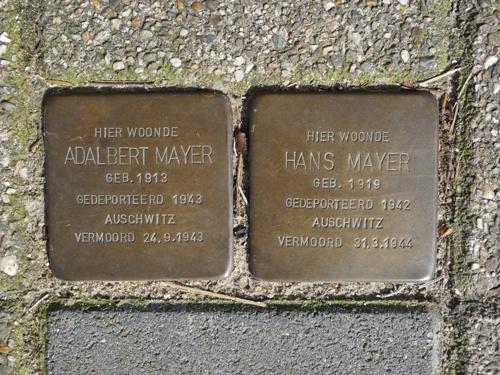 HIER WOONDE
ADALBERT MAYER
GEB. 1913
GEDEPORTEERD 1943
AUSCHWITZ
VERMOORD 24.9.1943
HIER WOONDE
HANS MAYER
GEB. 1919
GEDEPORTEERD 1942
AUSCHWITZ
VERMOORD 31.3.1944